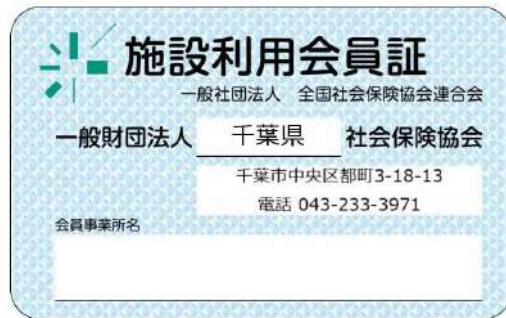 施設利用会員証
一般社団法人 全国社会保険協会連合会
一般財団法人 千葉県 社会保険協会
千葉市中央区都町3-18-13
電話 043-233-3971
会員事業所名